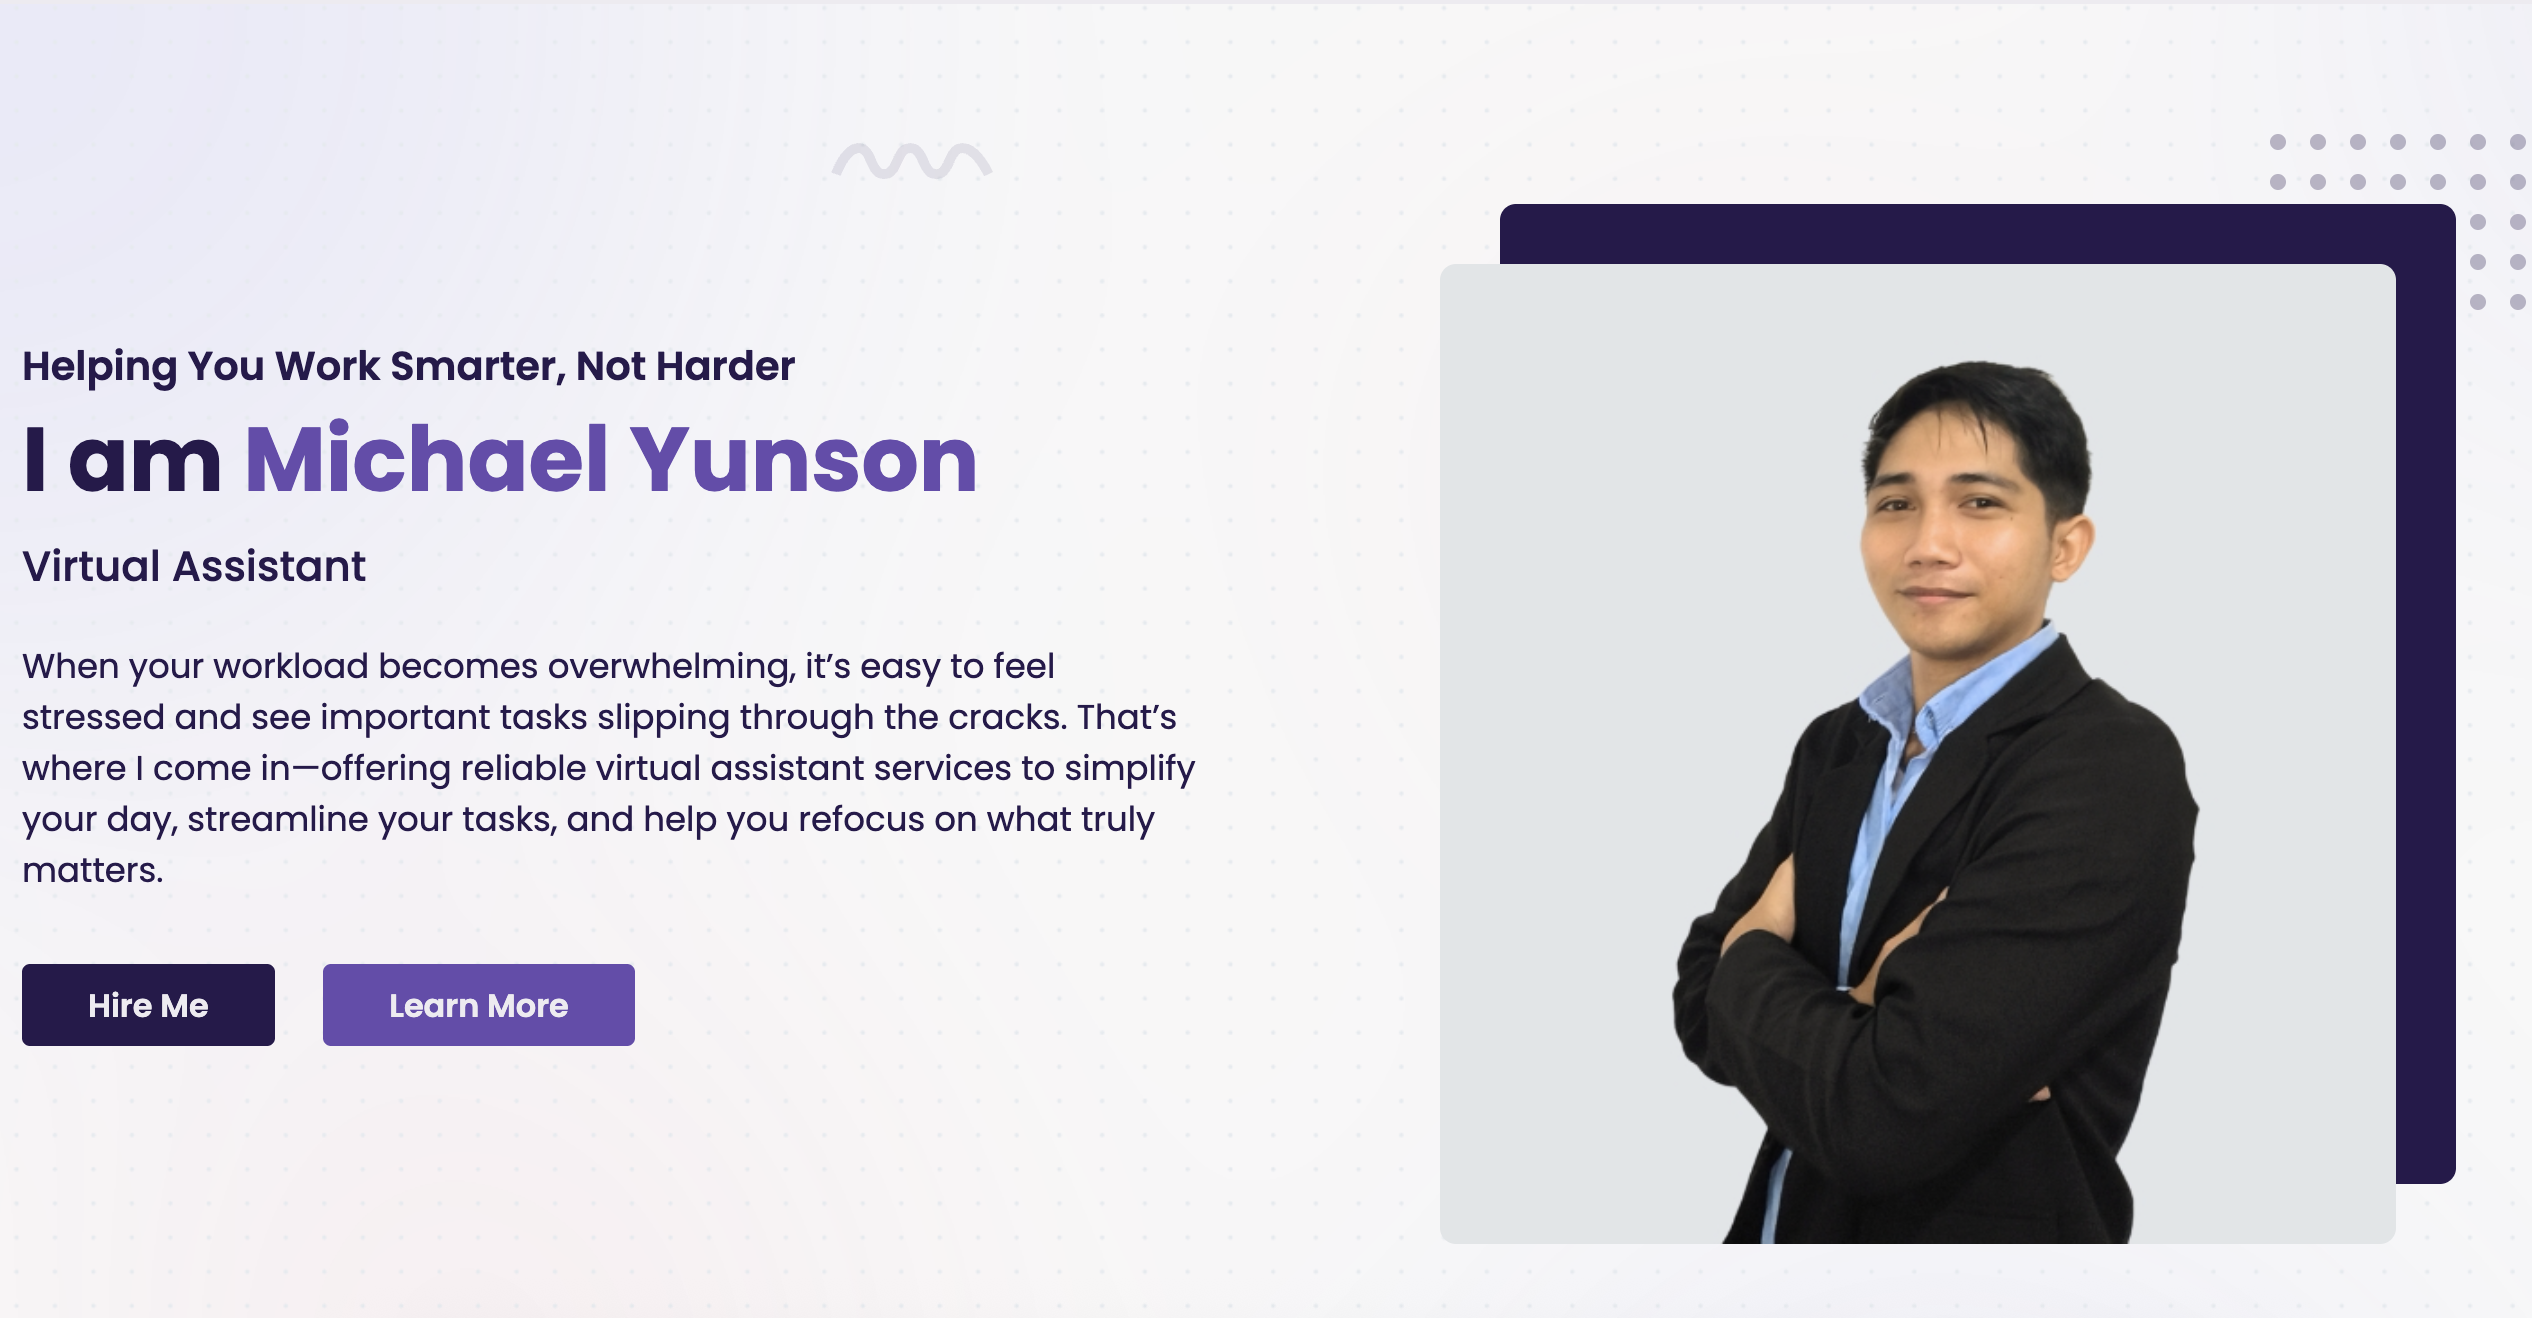 Helping You Work Smarter, Not Harder
I am Michael Yunson
Virtual Assistant
When your workload becomes overwhelming, it’s easy to feel
stressed and see important tasks slipping through the cracks. That’s
where I come in—offering reliable virtual assistant services to simplify
your day, streamline your tasks, and help you refocus on what truly
matters.
Hire Me
Learn More